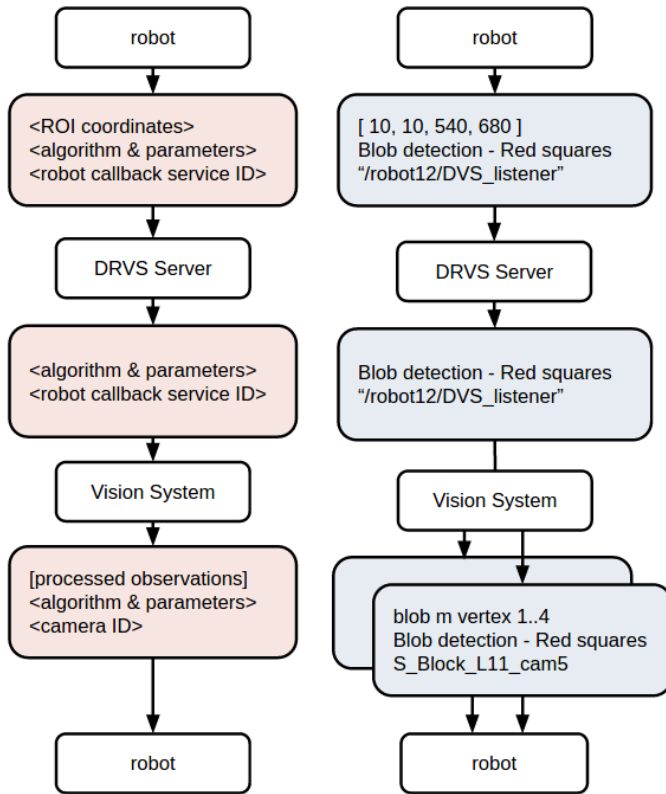 robot
<ROI coordinates>
<algorithm & parameters>
<robot callback service ID>
DRVS Server
<algorithm & parameters>
<robot callback service ID>
Vision System
[processed observations]
<algorithm & parameters>
<camera ID>
robot
robot
[ 10, 10, 540, 680 ]
Blob detection - Red squares
“/robot12/DVS_listener”
DRVS Server
Blob detection - Red squares
“/robot12/DVS_listener”
Vision System
blob m vertex 1..4
Blob detection - Red squares
S_Block_L11_cam5
robot